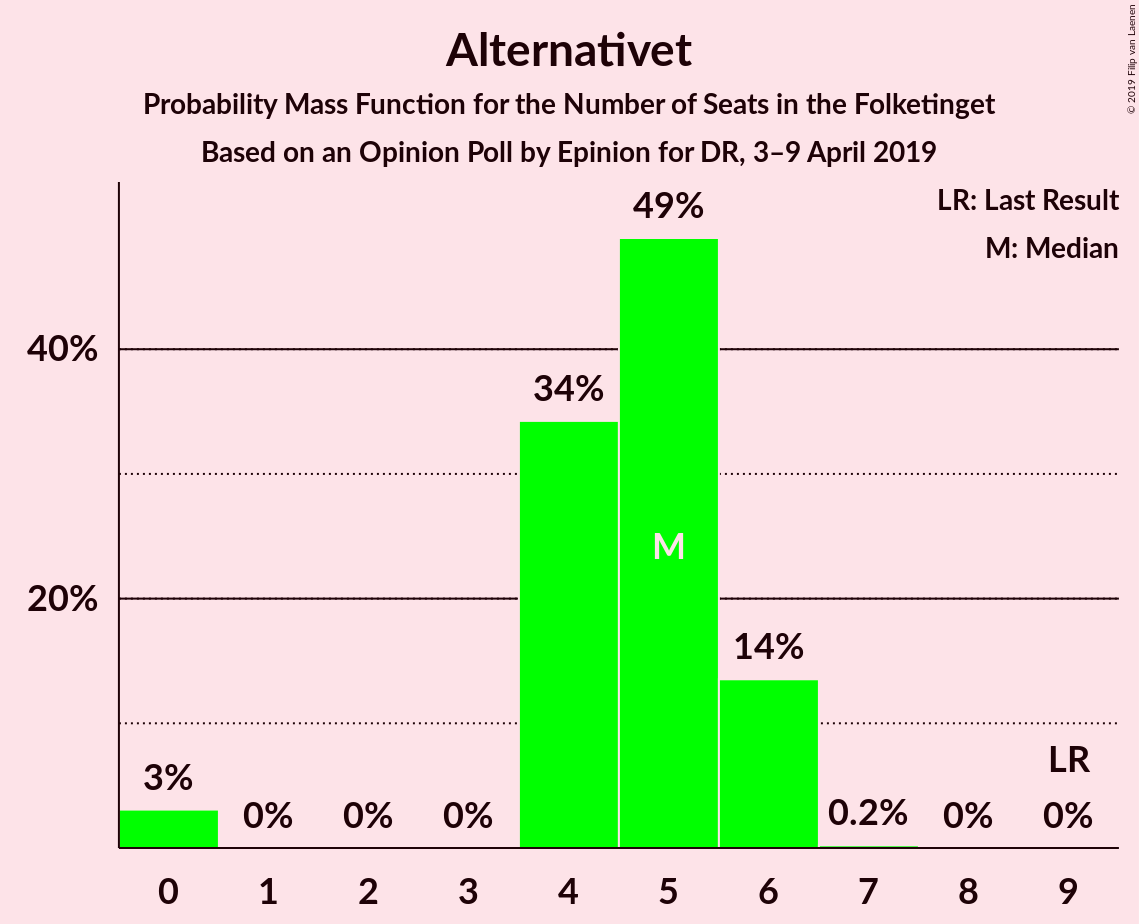 Alternativet
Probability Mass Function for the Number of Seats in the Folketinget
Based on an Opinion Poll by Epinion for DR, 3–9 April 2019
© 2019 Filip van Laenen
LR: Last Result
M: Median
49%
40%
34%
M
20%
14%
LR
3%
0%
0%
0%
0.2%
0%
0%
0 1 2 3 4 5 6 7 8 9